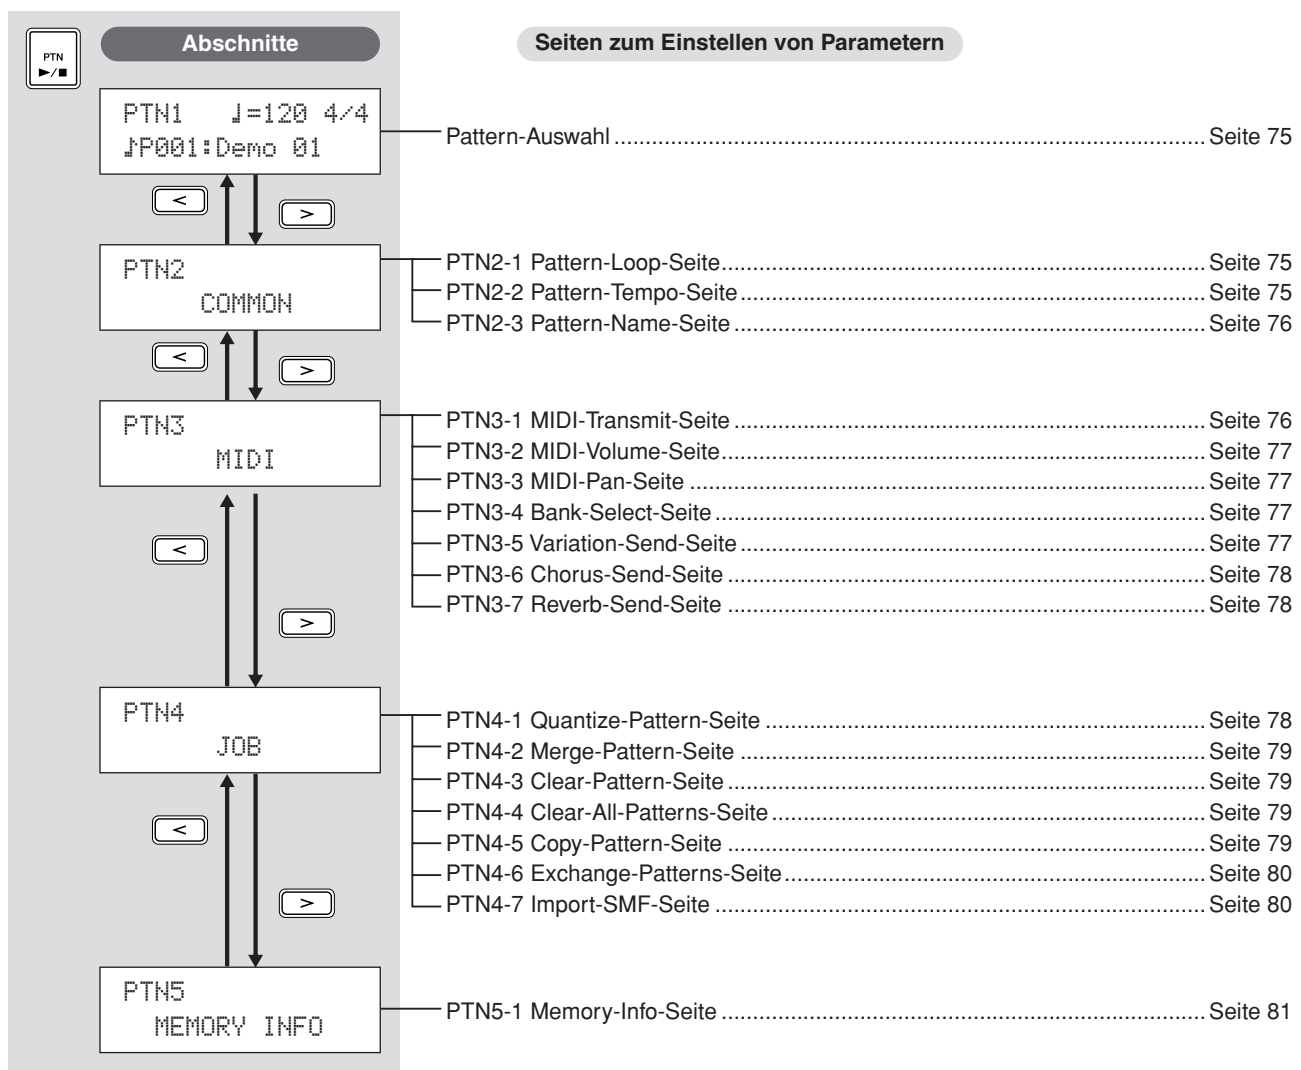 PTN
►/■
Abschnitte
Seiten zum Einstellen von Parametern
PTN1 ♩=120 4/4
♪P001:Demo 01
Pattern-Auswahl ........ Seite 75
<
>
PTN2
COMMON
PTN2-1 Pattern-Loop-Seite ........ Seite 75
PTN2-2 Pattern-Tempo-Seite ........ Seite 75
PTN2-3 Pattern-Name-Seite ........ Seite 76
<
>
PTN3
MIDI
PTN3-1 MIDI-Transmit-Seite ........ Seite 76
PTN3-2 MIDI-Volume-Seite ........ Seite 77
PTN3-3 MIDI-Pan-Seite ........ Seite 77
PTN3-4 Bank-Select-Seite ........ Seite 77
PTN3-5 Variation-Send-Seite ........ Seite 77
PTN3-6 Chorus-Send-Seite ........ Seite 78
PTN3-7 Reverb-Send-Seite ........ Seite 78
<
>
PTN4
JOB
PTN4-1 Quantize-Pattern-Seite ........ Seite 78
PTN4-2 Merge-Pattern-Seite ........ Seite 79
PTN4-3 Clear-Pattern-Seite ........ Seite 79
PTN4-4 Clear-All-Patterns-Seite ........ Seite 79
PTN4-5 Copy-Pattern-Seite ........ Seite 79
PTN4-6 Exchange-Patterns-Seite ........ Seite 80
PTN4-7 Import-SMF-Seite ........ Seite 80
<
>
PTN5
MEMORY INFO
PTN5-1 Memory-Info-Seite ........ Seite 81